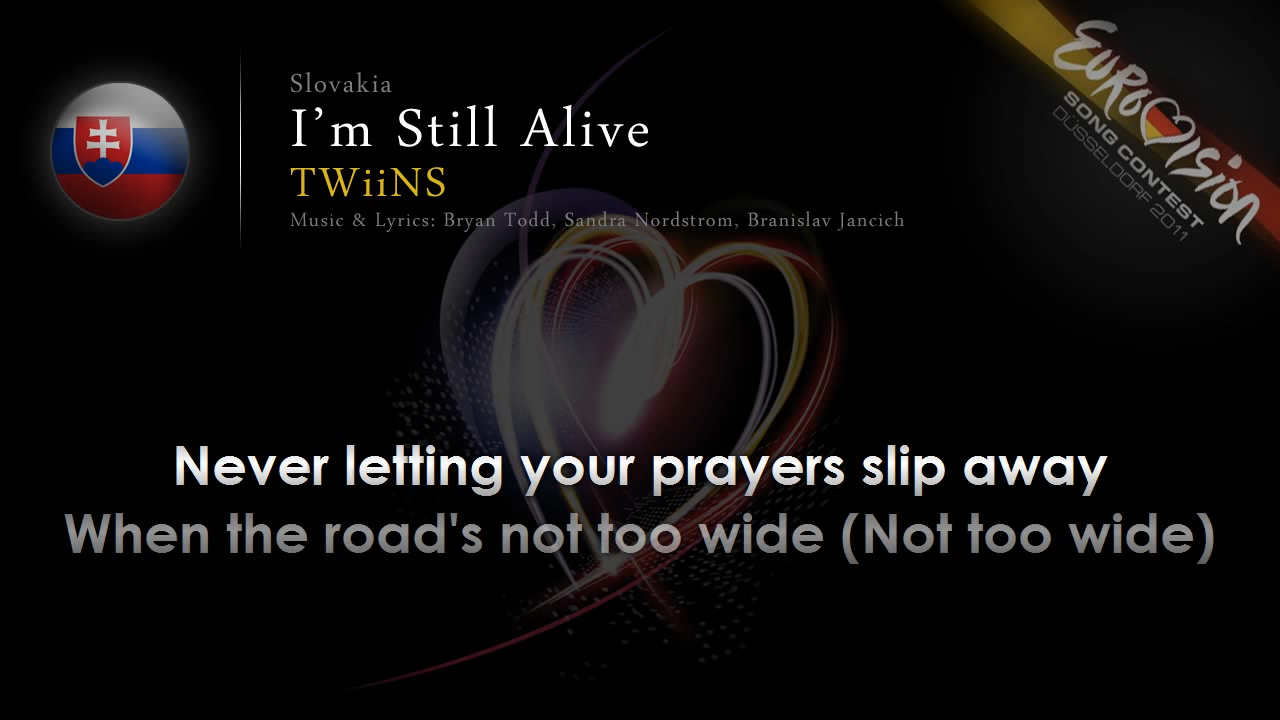 Slovakia
I'm Still Alive
TWiiNS
Music & Lyrics: Bryan Todd, Sandra Nordstrom, Branislav Jancich
EUROVISION
SONG CONTEST
DÜSSELDORF 2011
Never letting your prayers slip away
When the road's not too wide (Not too wide)